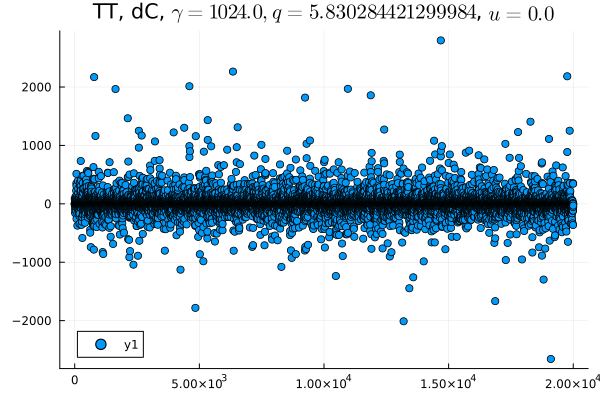 TT, dC, γ = 1024.0, q = 5.830284421299984, u = 0.0
2000
1000
0
−1000
−2000
y1
0 5.00×10³ 1.00×10⁴ 1.50×10⁴ 2.00×10⁴